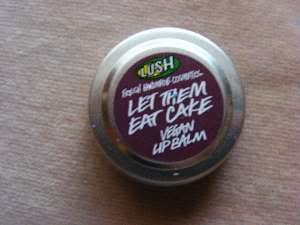 LUSH
FRESH HANDMADE COSMETICS
LET THEM
EAT CAKE
VEGAN
LIP BALM